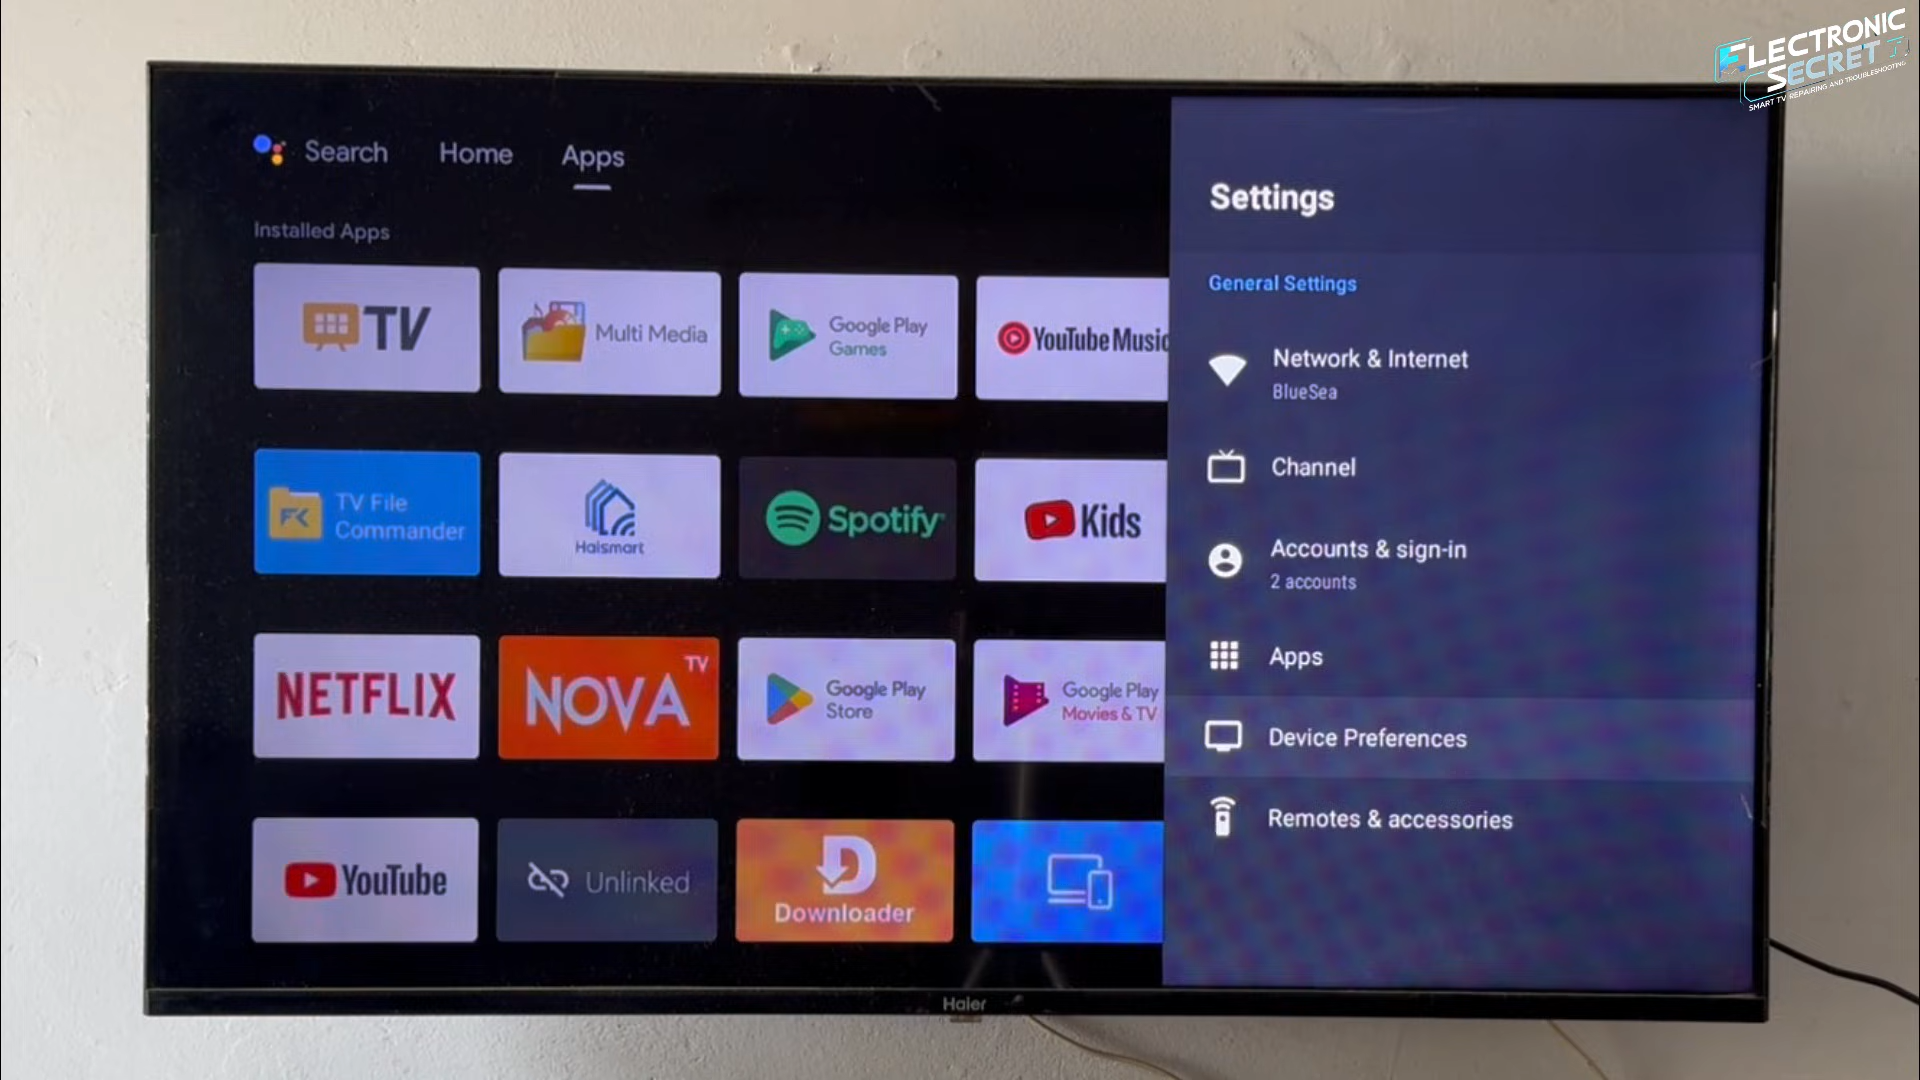 ELECTRONIC
SECRET
SMART TV REPAIRING AND TROUBLESHOOTING
Search
Home
Apps
Installed Apps
TV
Multi Media
Google Play
Games
YouTube Music
TV File
Commander
Haismart
Spotify
Kids
NETFLIX
NOVA TV
Google Play
Store
Google Play
Movies & TV
YouTube
Unlinked
Downloader
Settings
General Settings
Network & Internet
BlueSea
Channel
Accounts & sign-in
2 accounts
Apps
Device Preferences
Remotes & accessories
Haier